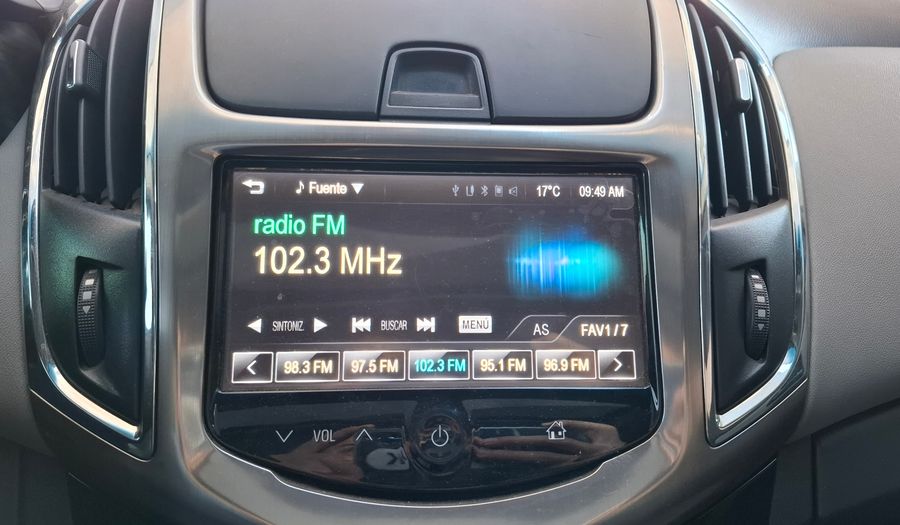 Fuente 17°C 09:49 AM
radio FM
102.3 MHz
SINTONIZ. BUSCAR MENÚ AS FAV1/7
98.3 FM 97.5 FM 102.3 FM 95.1 FM 96.9 FM
VOL